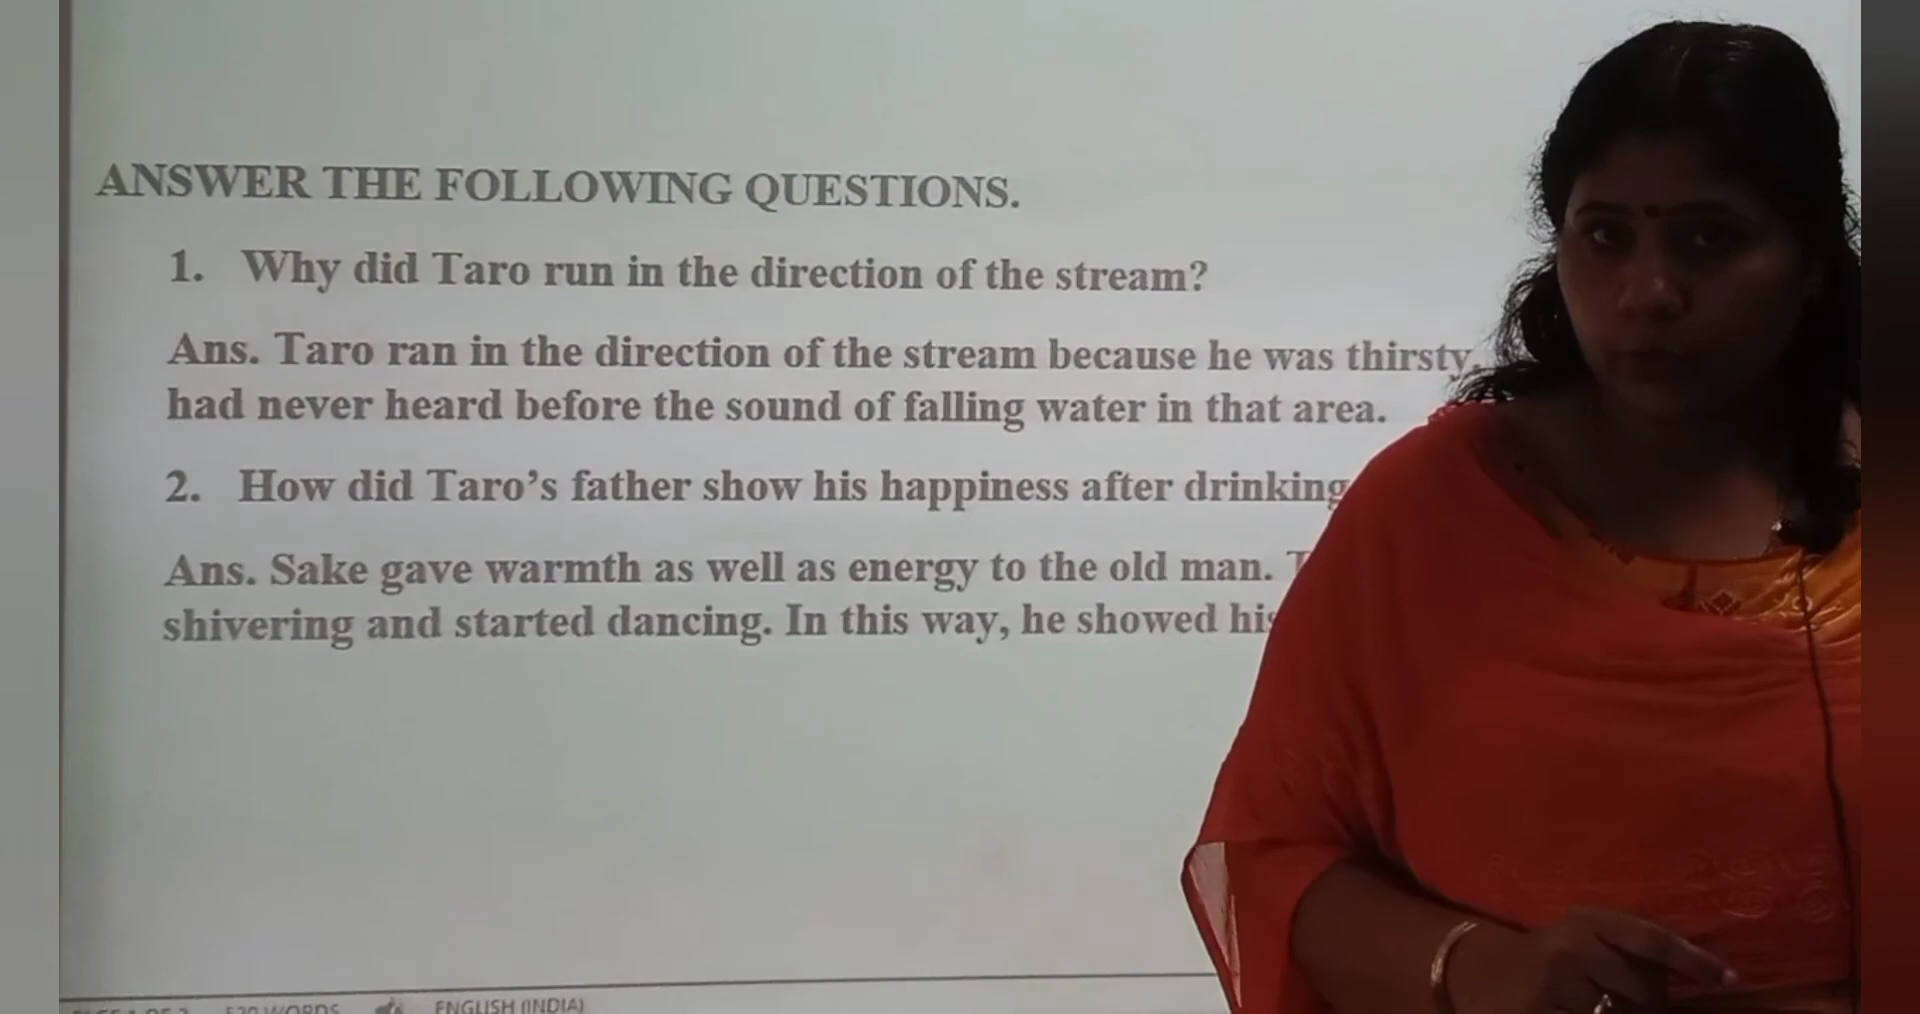 ANSWER THE FOLLOWING QUESTIONS.
1. Why did Taro run in the direction of the stream?
Ans. Taro ran in the direction of the stream because he was thirsty.
had never heard before the sound of falling water in that area.
2. How did Taro’s father show his happiness after drinking
Ans. Sake gave warmth as well as energy to the old man.
shivering and started dancing. In this way, he showed his
520 WORDS ENGLISH (INDIA)